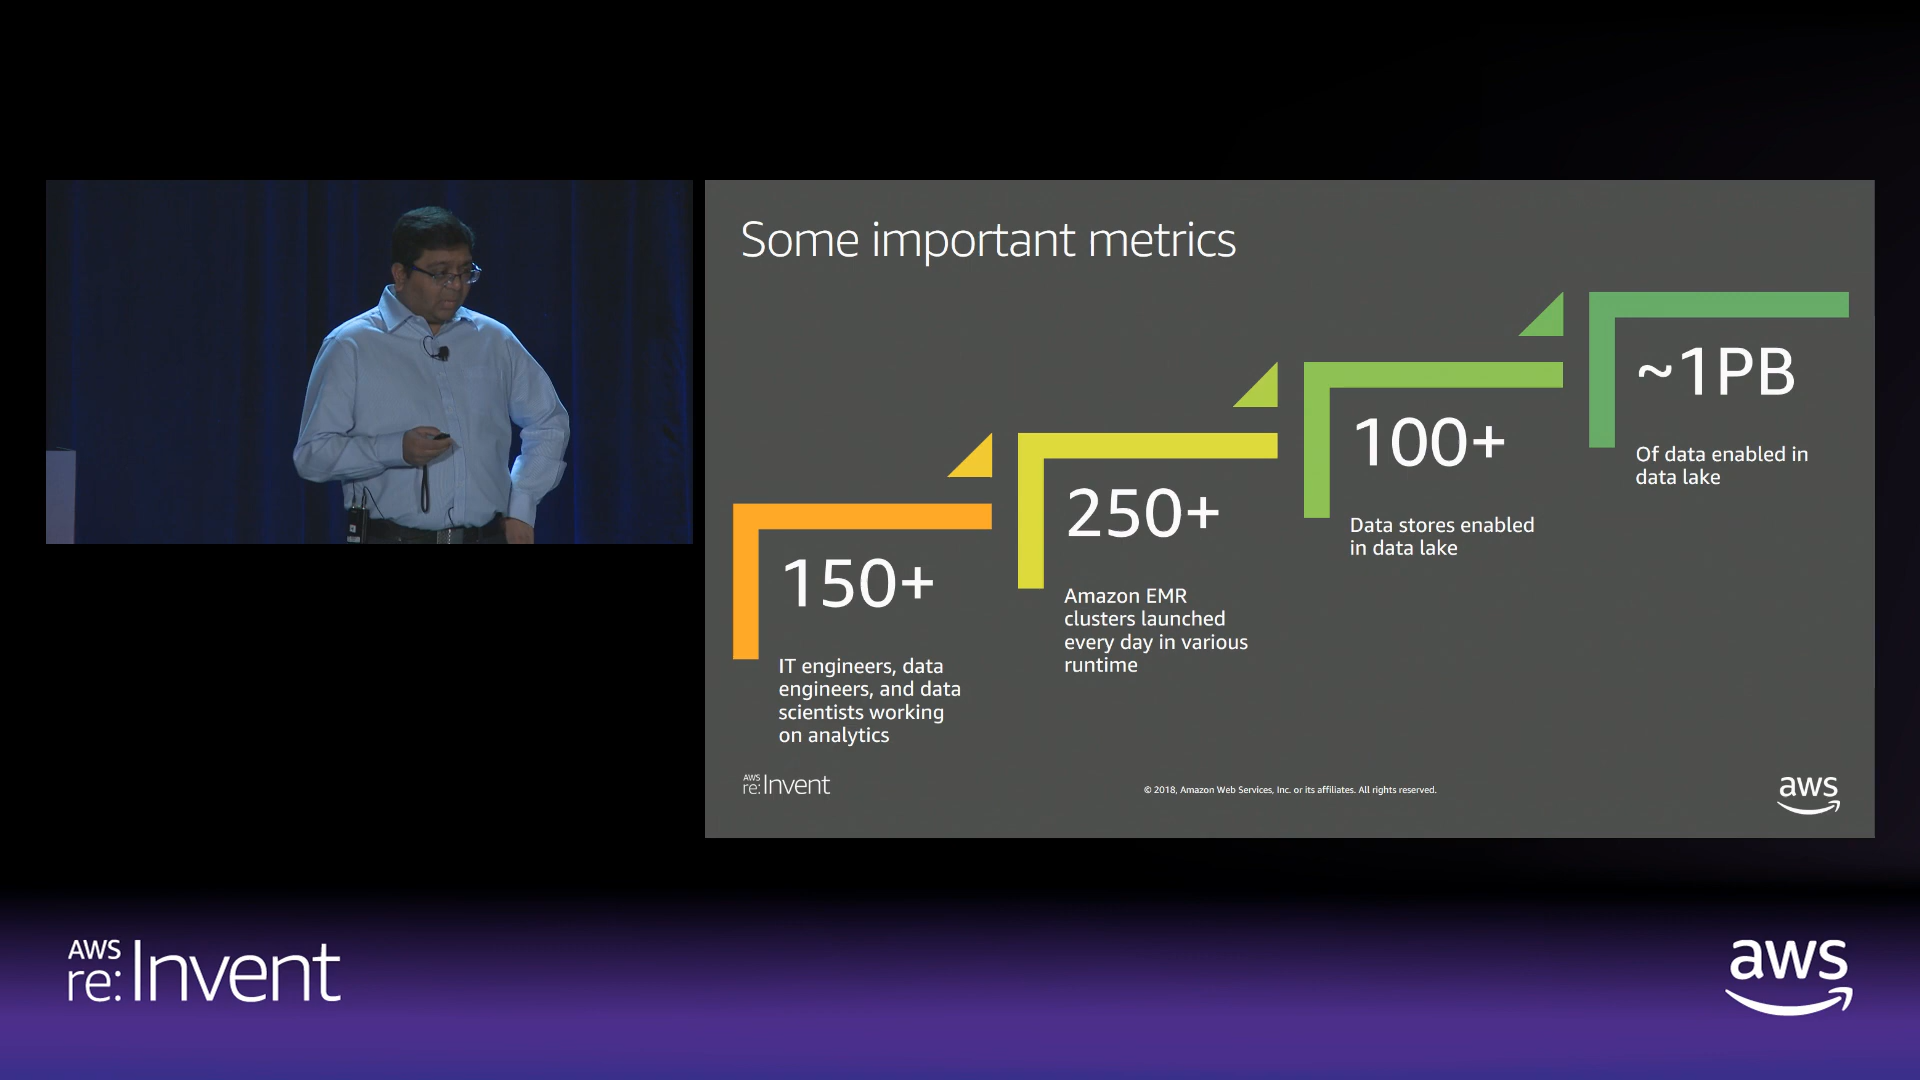 Some important metrics
~1PB
Of data enabled in
data lake
100+
Data stores enabled
in data lake
250+
Amazon EMR
clusters launched
every day in various
runtime
150+
IT engineers, data
engineers, and data
scientists working
on analytics
AWS
re:Invent
© 2018, Amazon Web Services, Inc. or its affiliates. All rights reserved.
aws
AWS
re:Invent
aws